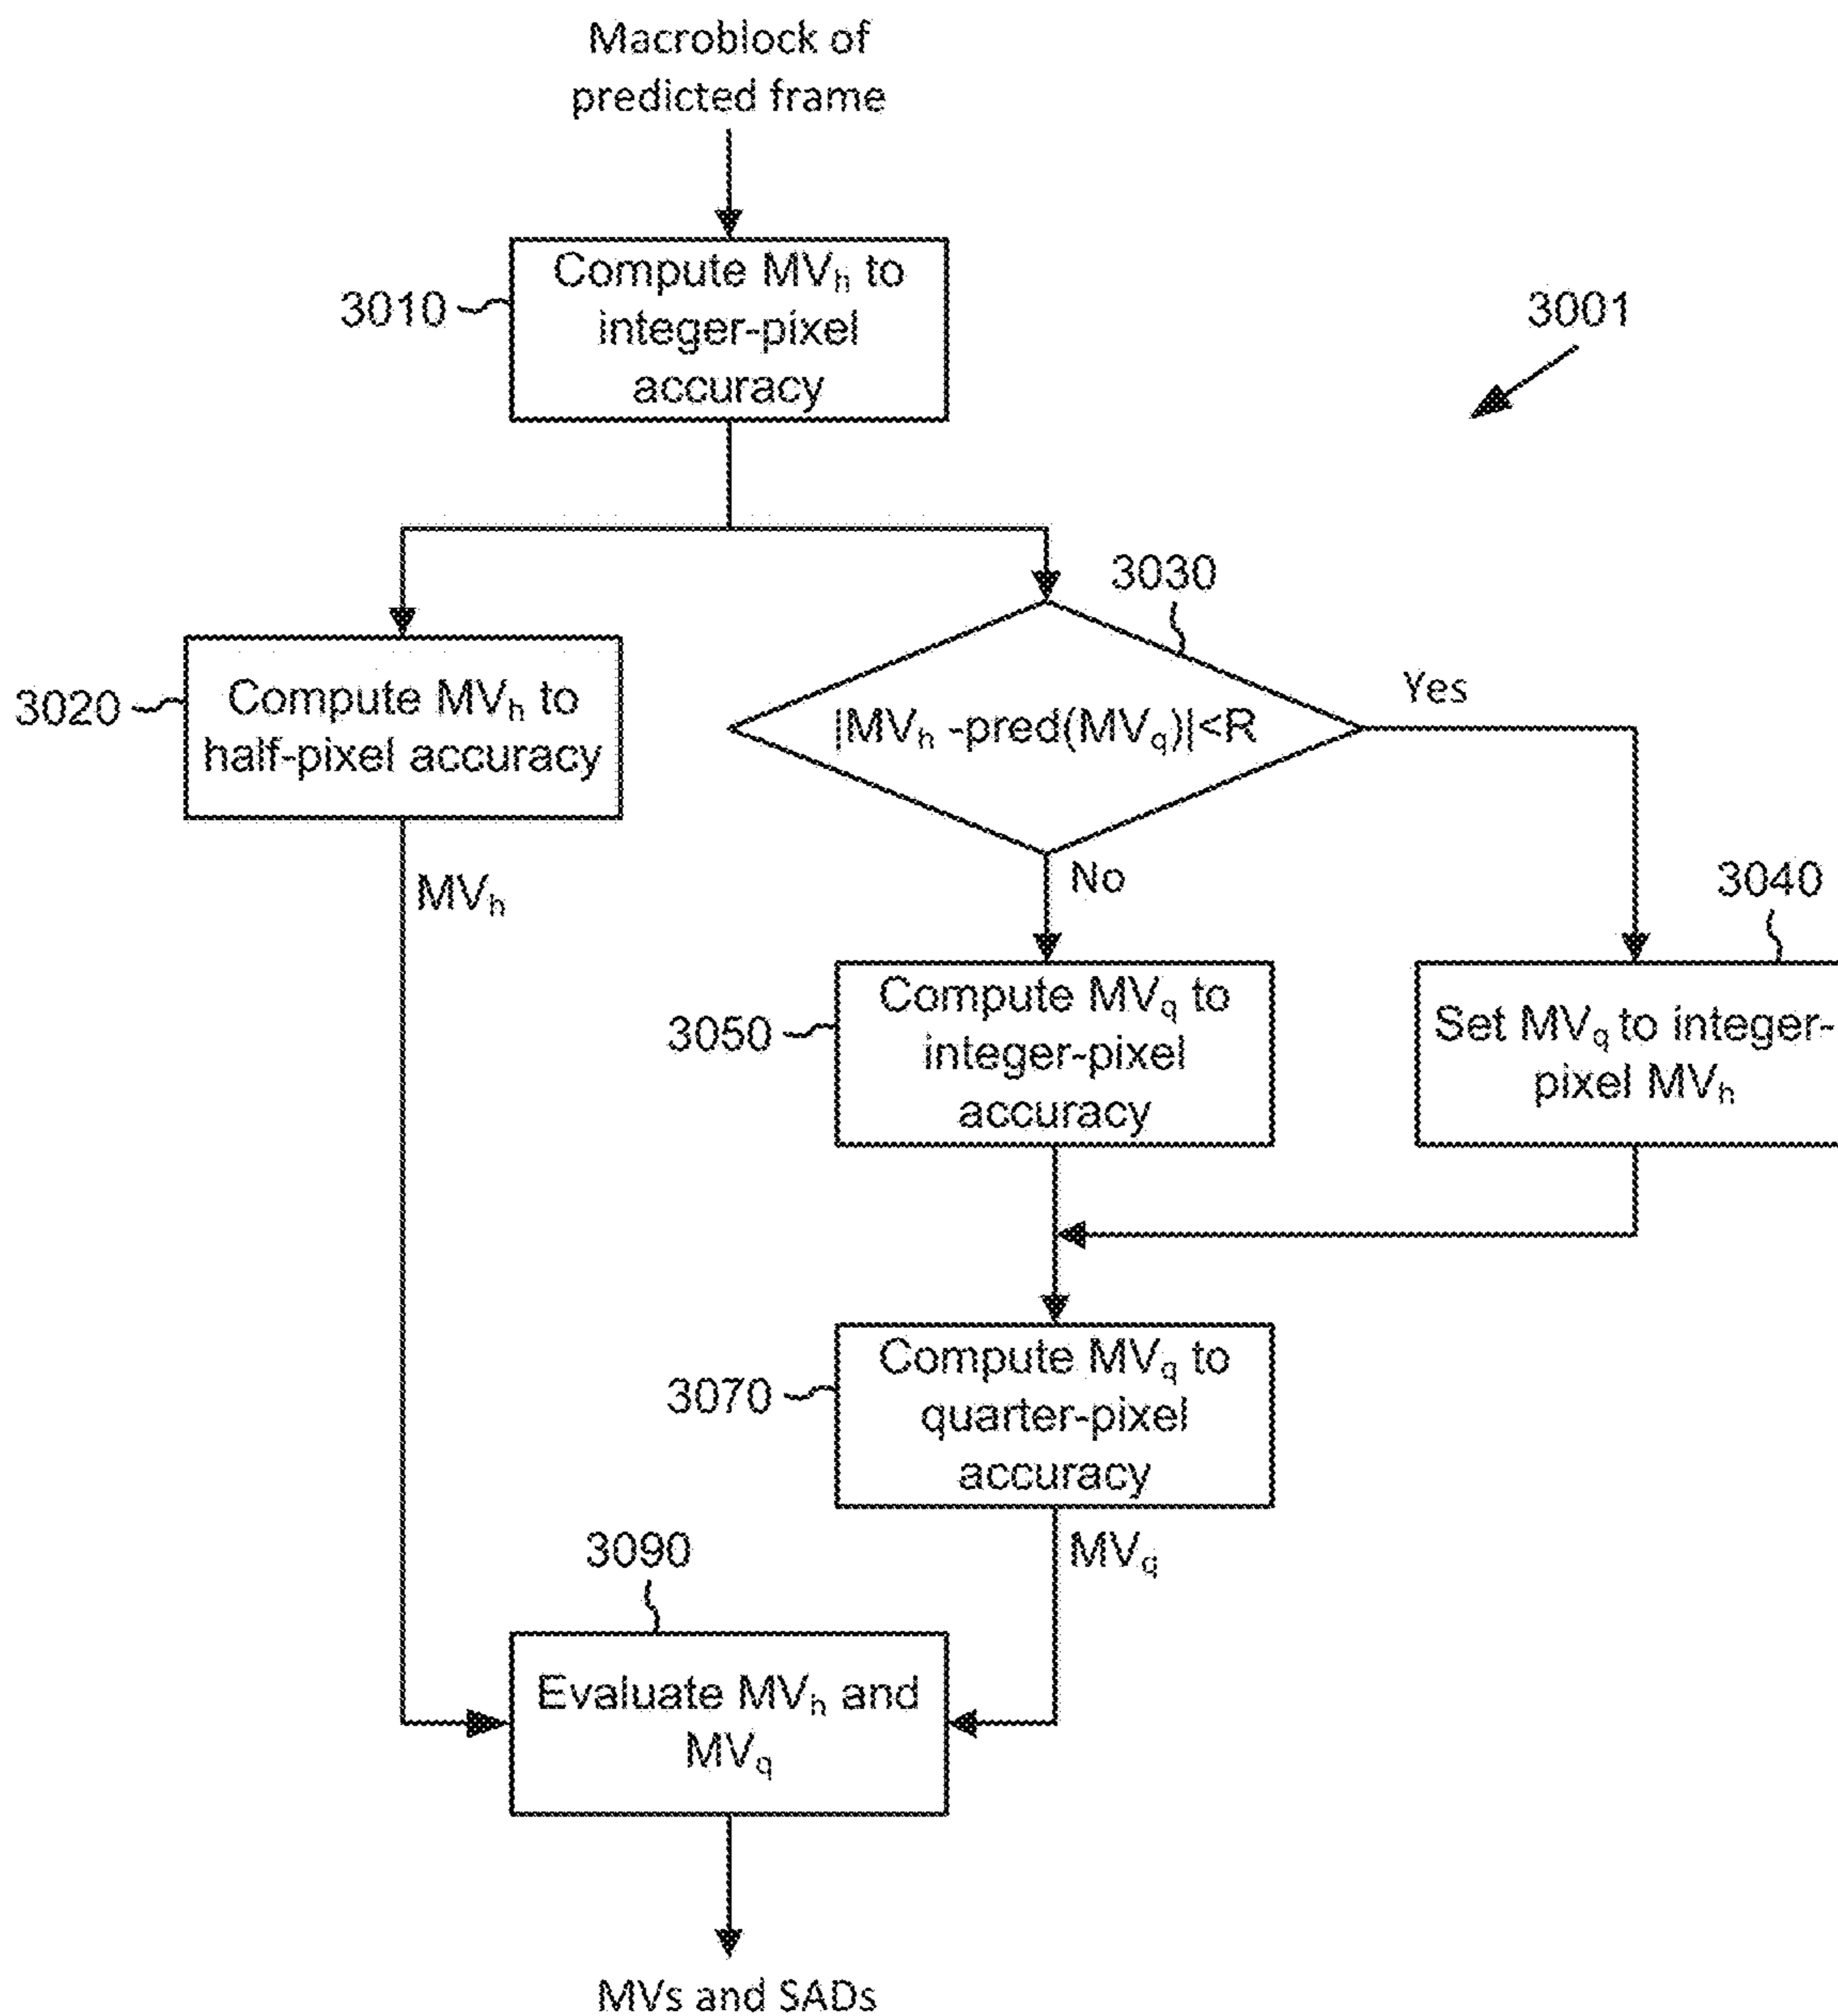 Macroblock of
predicted frame
3010
Compute MVh to
integer-pixel
accuracy
3001
3020
Compute MVh to
half-pixel accuracy
3030
|MVh -pred(MVq)|<R
Yes
No
MVh
3040
Set MVq to integer-
pixel MVh
3050
Compute MVq to
integer-pixel
accuracy
3070
Compute MVq to
quarter-pixel
accuracy
MVq
3090
Evaluate MVh and
MVq
MVs and SADs